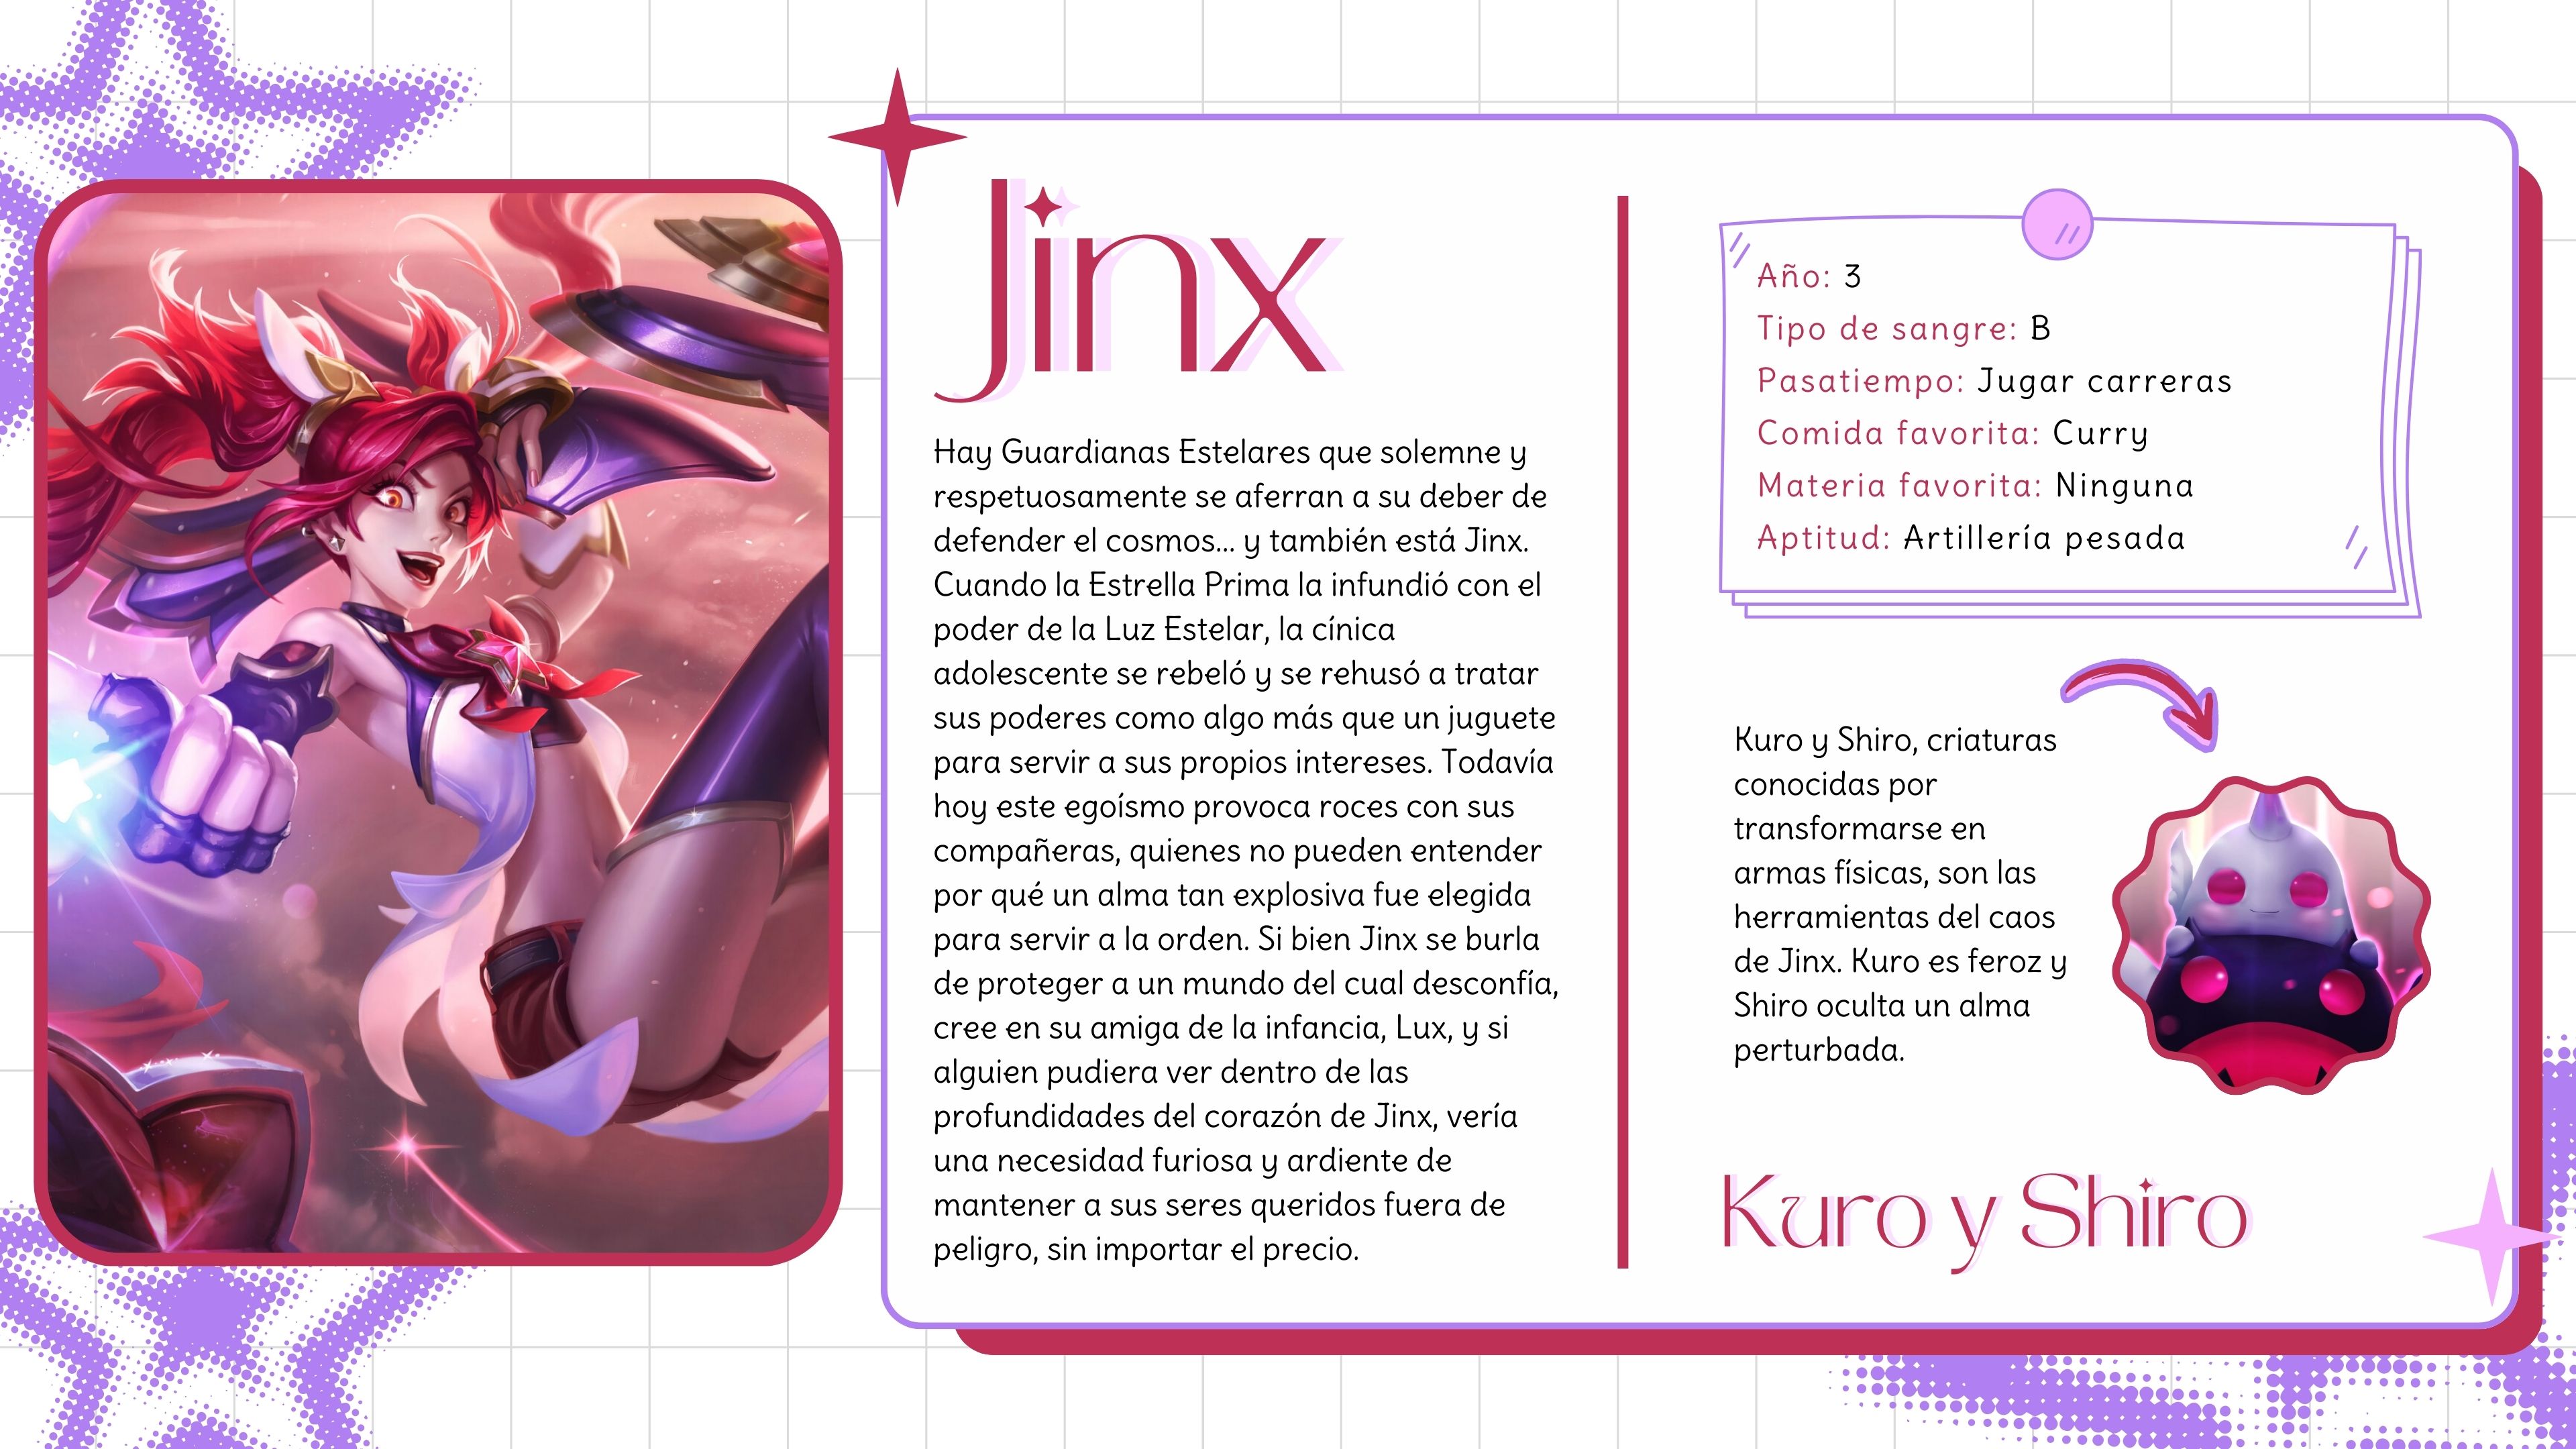 Jinx
Hay Guardianas Estelares que solemne y
respetuosamente se aferran a su deber de
defender el cosmos... y también está Jinx.
Cuando la Estrella Prima la infundió con el
poder de la Luz Estelar, la cínica
adolescente se rebeló y se rehusó a tratar
sus poderes como algo más que un juguete
para servir a sus propios intereses. Todavía
hoy este egoísmo provoca roces con sus
compañeras, quienes no pueden entender
por qué un alma tan explosiva fue elegida
para servir a la orden. Si bien Jinx se burla
de proteger a un mundo del cual desconfía,
cree en su amiga de la infancia, Lux, y si
alguien pudiera ver dentro de las
profundidades del corazón de Jinx, vería
una necesidad furiosa y ardiente de
mantener a sus seres queridos fuera de
peligro, sin importar el precio.
Año: 3
Tipo de sangre: B
Pasatiempo: Jugar carreras
Comida favorita: Curry
Materia favorita: Ninguna
Aptitud: Artillería pesada
Kuro y Shiro, criaturas
conocidas por
transformarse en
armas físicas, son las
herramientas del caos
de Jinx. Kuro es feroz y
Shiro oculta un alma
perturbada.
Kuro y Shiro